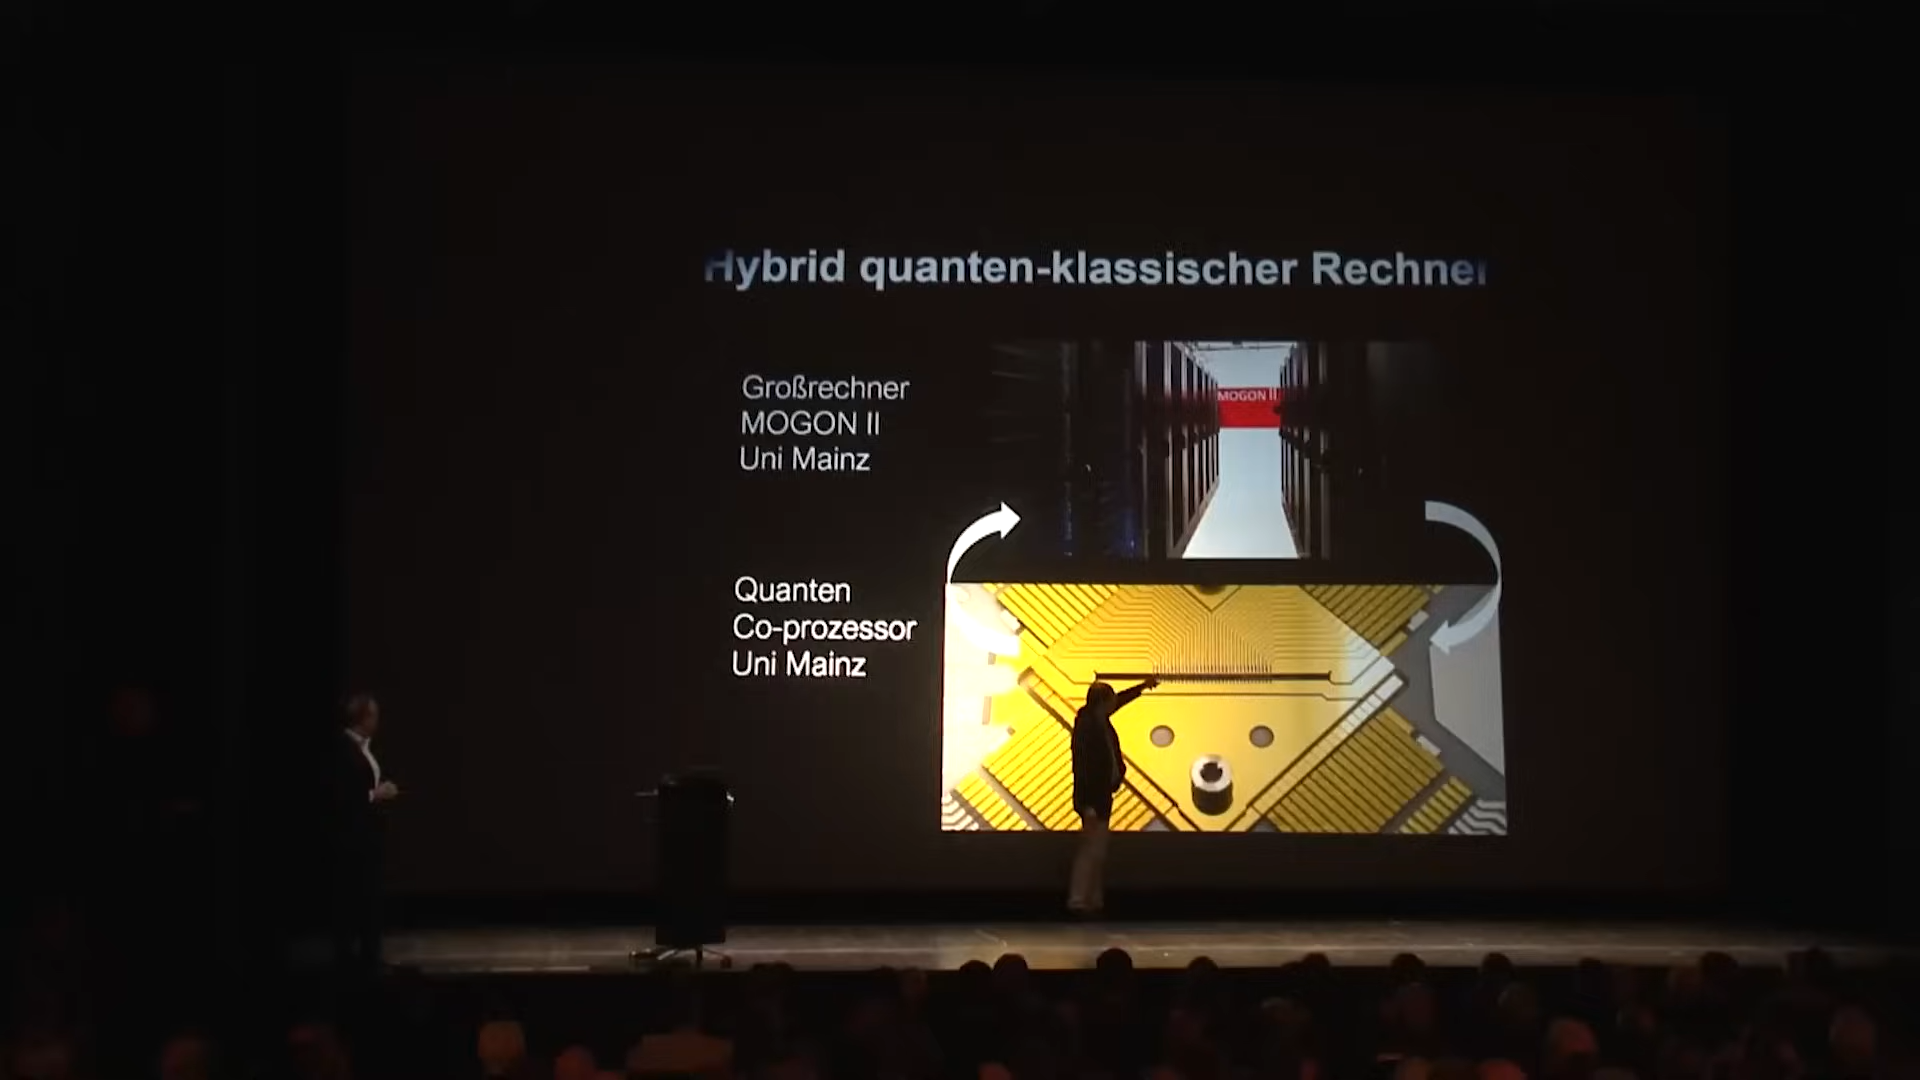 Hybrid quanten-klassischer Rechner
Großrechner
MOGON II
Uni Mainz
MOGON II
Quanten
Co-prozessor
Uni Mainz